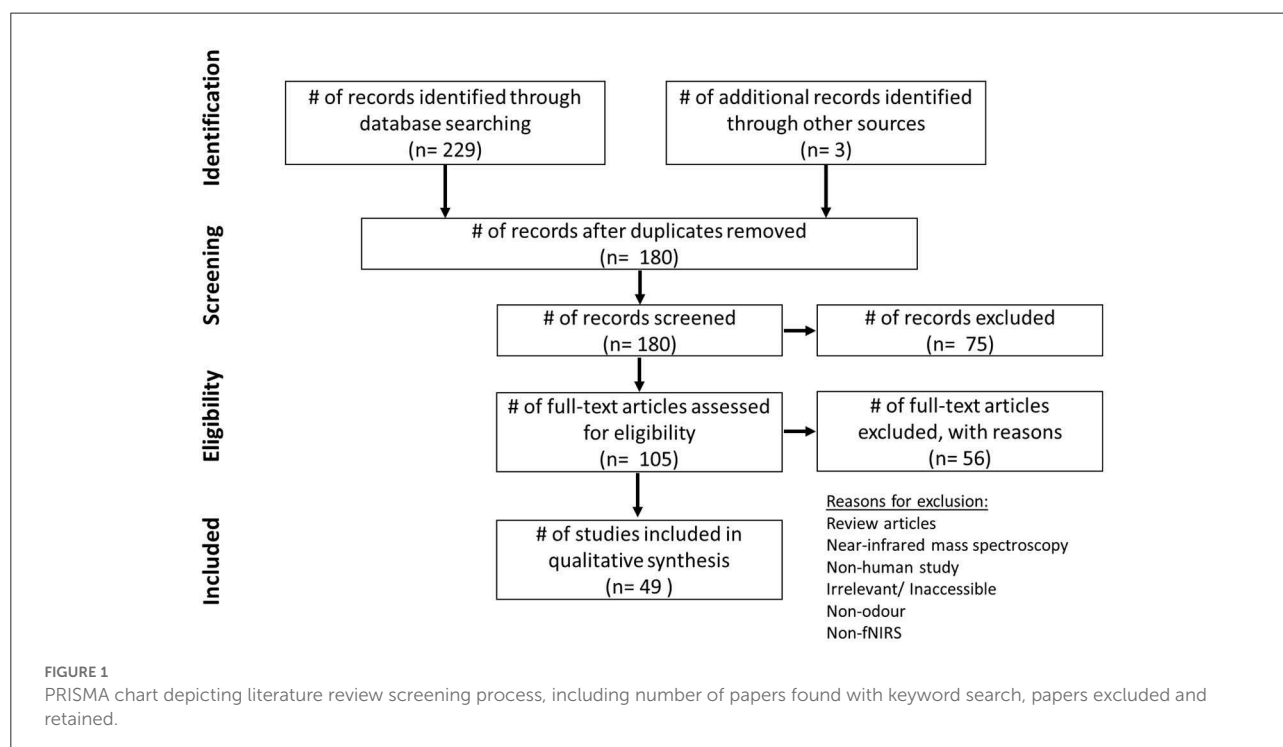 Identification
# of records identified through
database searching
(n= 229)
# of additional records identified
through other sources
(n= 3)
Screening
# of records after duplicates removed
(n= 180)
# of records screened
(n= 180)
# of records excluded
(n= 75)
Eligibility
# of full-text articles assessed
for eligibility
(n= 105)
# of full-text articles
excluded, with reasons
(n= 56)
Included
# of studies included in
qualitative synthesis
(n= 49 )
Reasons for exclusion:
Review articles
Near-infrared mass spectroscopy
Non-human study
Irrelevant/ Inaccessible
Non-odour
Non-fNIRS
FIGURE 1
PRISMA chart depicting literature review screening process, including number of papers found with keyword search, papers excluded and
retained.